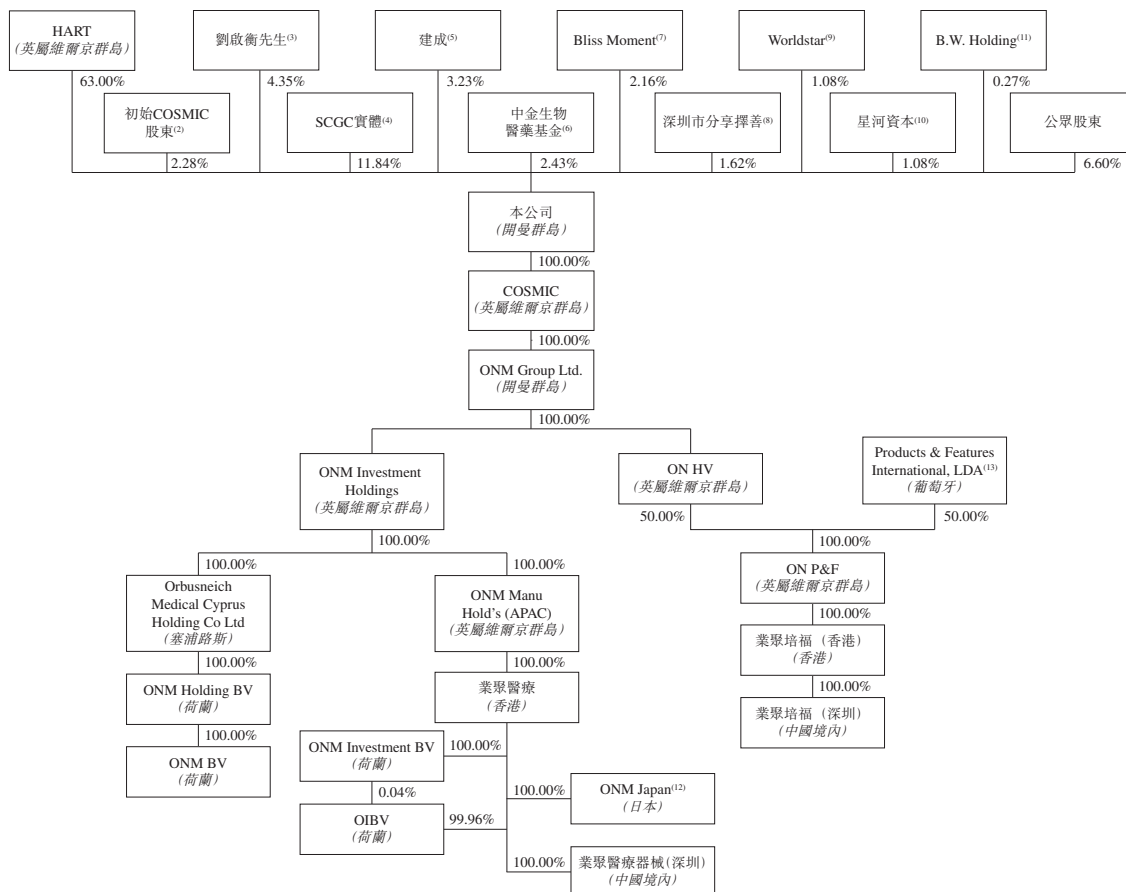 HART
(英屬維爾京群島)
劉啟衡先生(3)
建成(5)
Bliss Moment(7)
Worldstar(9)
B.W. Holding(11)
63.00%
4.35%
3.23%
2.16%
1.08%
0.27%
初始COSMIC
股東(2)
SCGC實體(4)
中金生物
醫藥基金(6)
深圳市分享擇善(8)
星河資本(10)
公眾股東
2.28%
11.84%
2.43%
1.62%
1.08%
6.60%
本公司
(開曼群島)
100.00%
COSMIC
(英屬維爾京群島)
100.00%
ONM Group Ltd.
(開曼群島)
100.00%
ONM Investment
Holdings
(英屬維爾京群島)
ON HV
(英屬維爾京群島)
Products & Features
International, LDA(13)
(葡萄牙)
100.00%
50.00%
50.00%
100.00%
100.00%
100.00%
Orbusneich
Medical Cyprus
Holding Co Ltd
(塞浦路斯)
ONM Manu
Hold's (APAC)
(英屬維爾京群島)
ON P&F
(英屬維爾京群島)
100.00%
100.00%
100.00%
ONM Holding BV
(荷蘭)
業聚醫療
(香港)
業聚培福（香港）
(香港)
100.00%
100.00%
ONM BV
(荷蘭)
業聚培福（深圳）
(中國境內)
ONM Investment BV
(荷蘭)
100.00%
0.04%
OIBV
(荷蘭)
99.96%
100.00%
ONM Japan(12)
(日本)
100.00%
業聚醫療器械(深圳)
(中國境內)